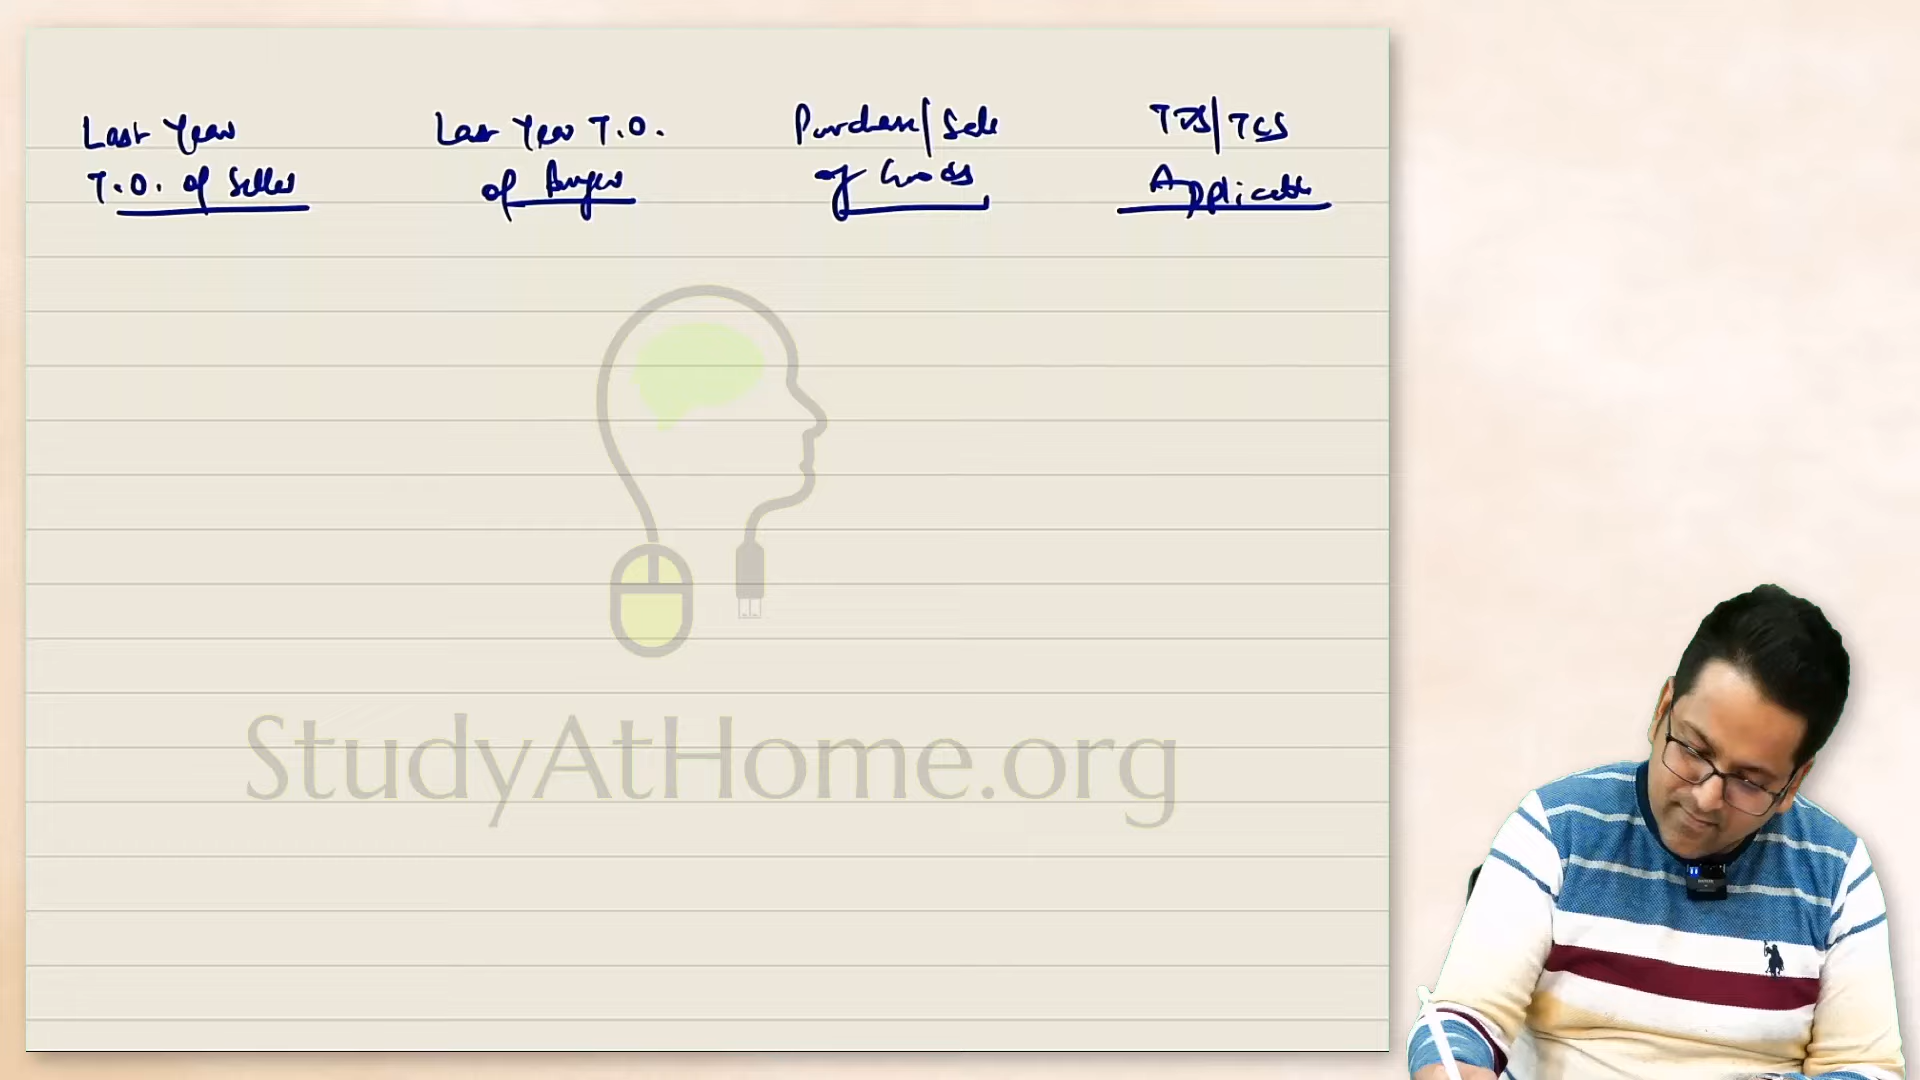 Last Year
T.O. of Seller
Last Year T.O.
of Buyer
Purchase/Sale
of Goods
TDS/TCS
Applicable
StudyAtHome.org